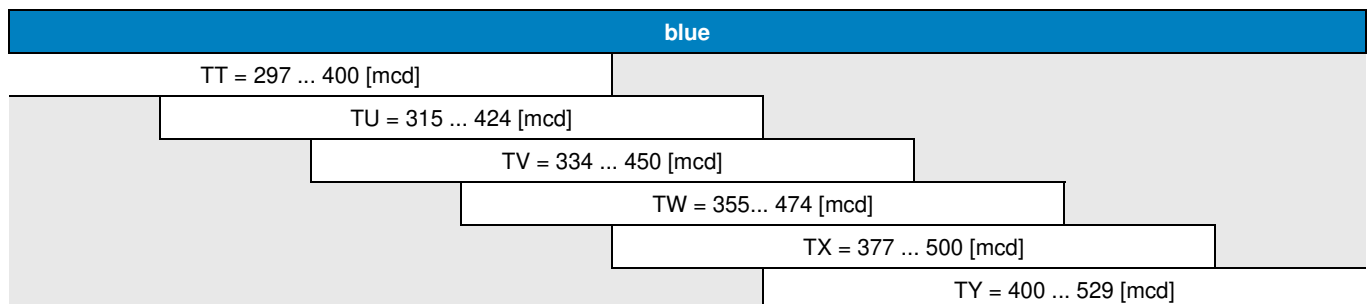 blue
TT = 297 ... 400 [mcd]
TU = 315 ... 424 [mcd]
TV = 334 ... 450 [mcd]
TW = 355... 474 [mcd]
TX = 377 ... 500 [mcd]
TY = 400 ... 529 [mcd]